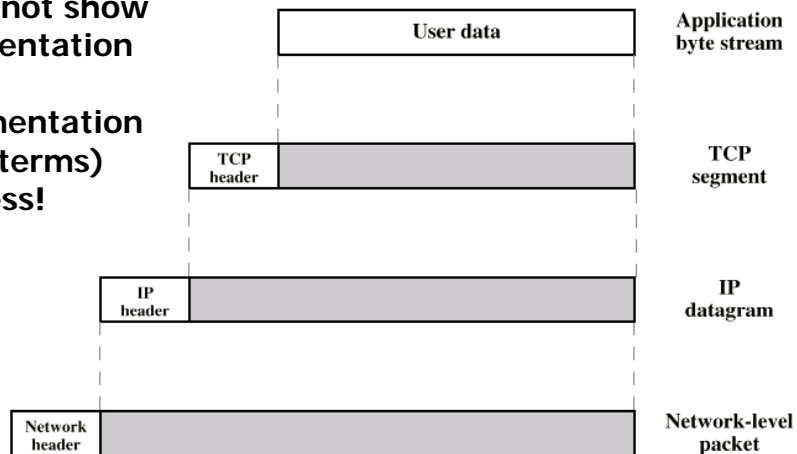 not show
entation
nentation
terms)
ss!
User data
Application
byte stream
TCP
header
TCP
segment
IP
header
IP
datagram
Network
header
Network-level
packet